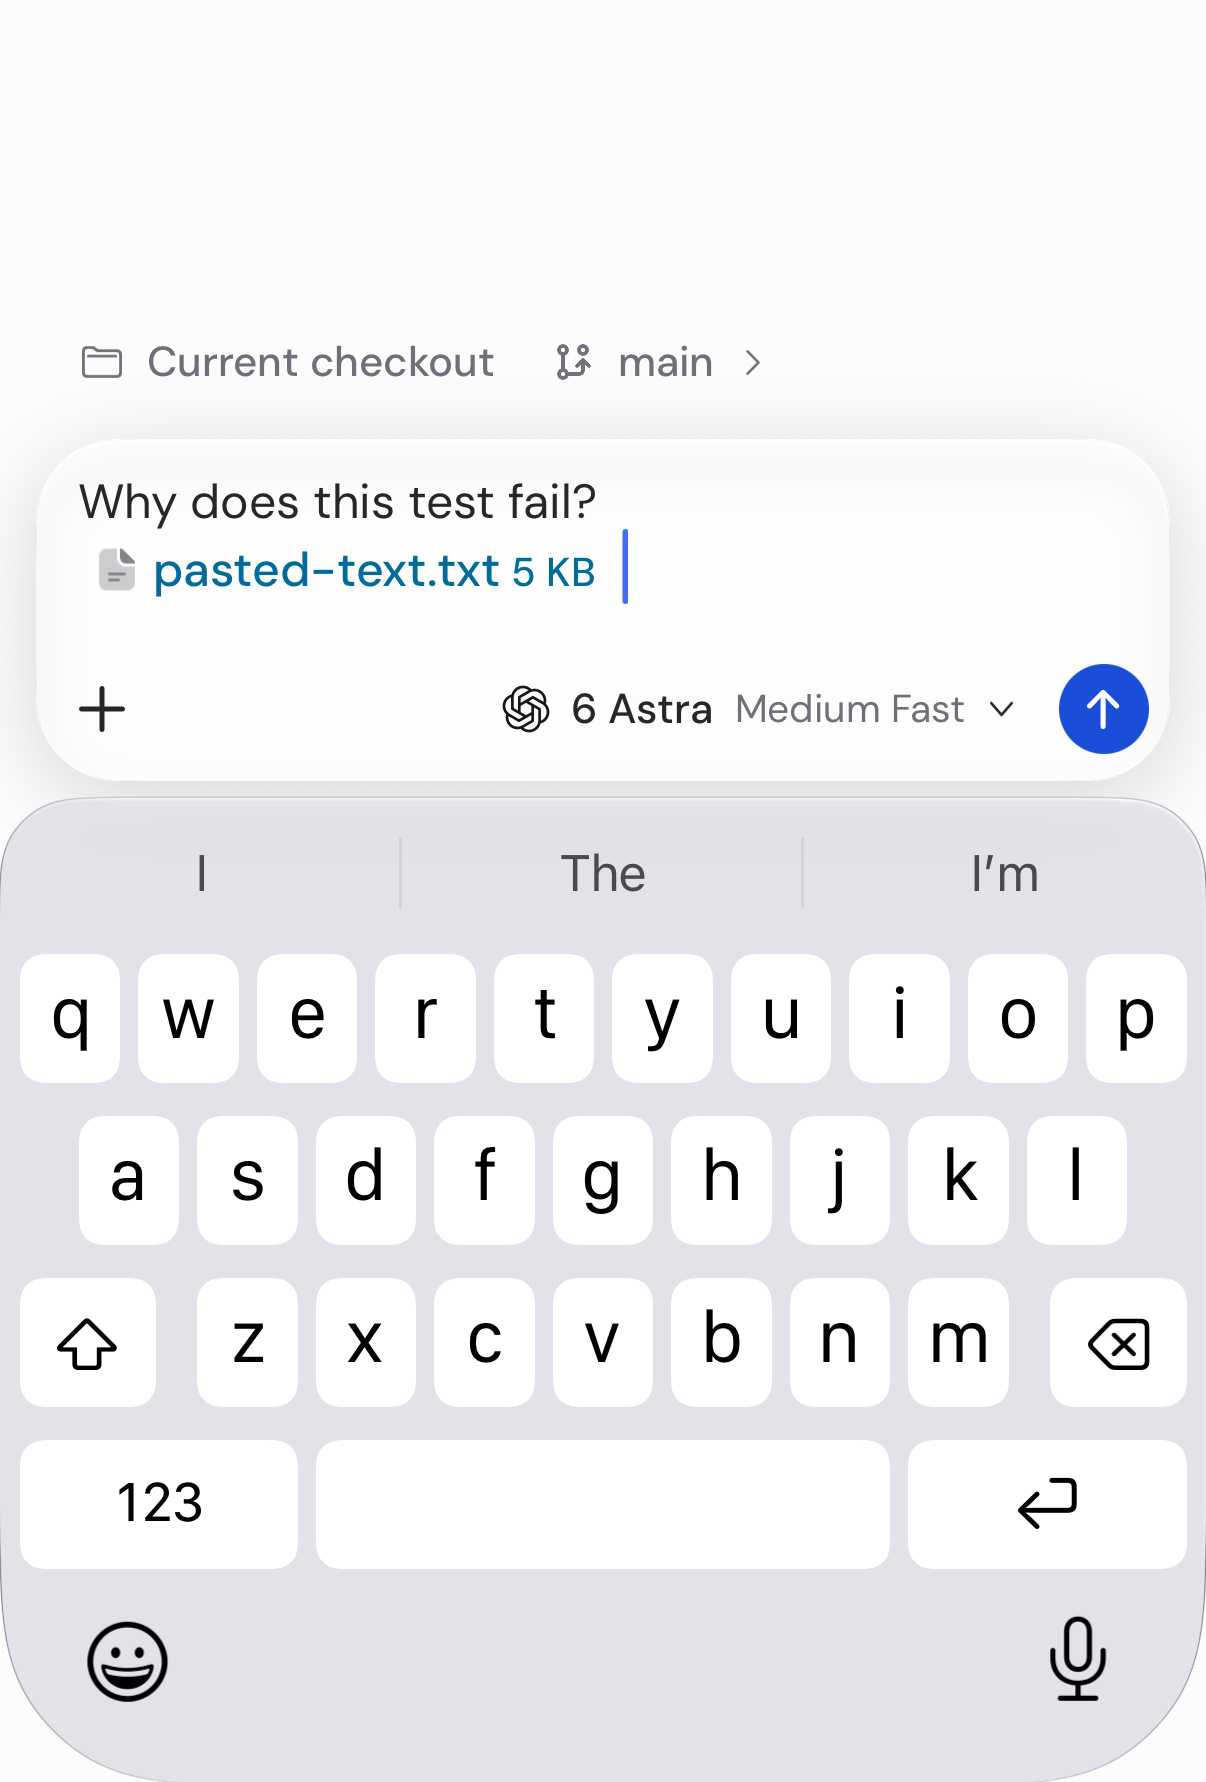 Current checkout main
Why does this test fail?
pasted-text.txt 5 KB
6 Astra Medium Fast
I The I’m
q w e r t y u i o p
a s d f g h j k l
z x c v b n m
123